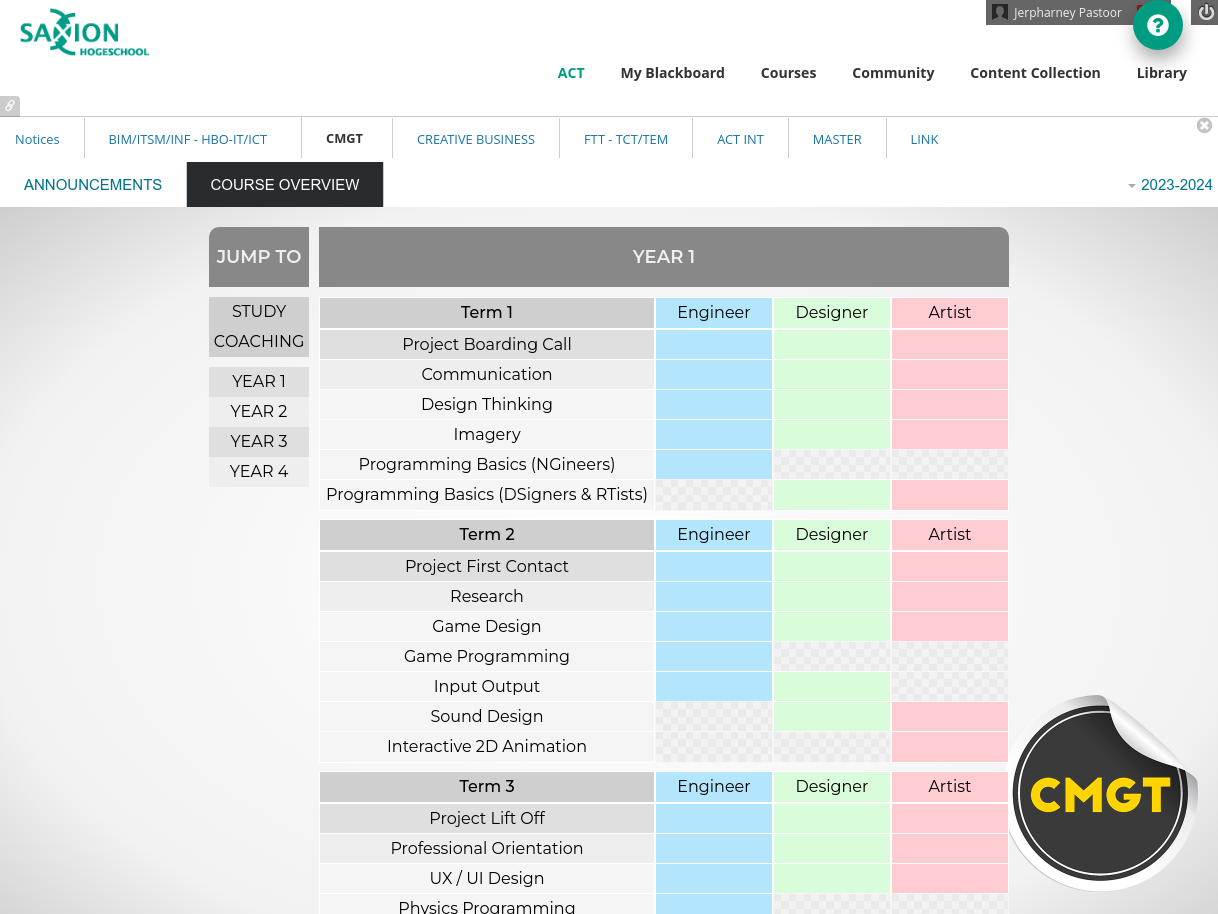 SAXION
HOGESCHOOL
Jerpharney Pastoor
?
ACT My Blackboard Courses Community Content Collection Library
Notices BIM/ITSM/INF - HBO-IT/ICT CMGT CREATIVE BUSINESS FTT - TCT/TEM ACT INT MASTER LINK
ANNOUNCEMENTS COURSE OVERVIEW 2023-2024
JUMP TO YEAR 1
STUDY
COACHING
YEAR 1
YEAR 2
YEAR 3
YEAR 4
Term 1 Engineer Designer Artist
Project Boarding Call
Communication
Design Thinking
Imagery
Programming Basics (NGineers)
Programming Basics (DSigners & RTists)
Term 2 Engineer Designer Artist
Project First Contact
Research
Game Design
Game Programming
Input Output
Sound Design
Interactive 2D Animation
Term 3 Engineer Designer Artist
Project Lift Off
Professional Orientation
UX / UI Design
Physics Programming
CMGT